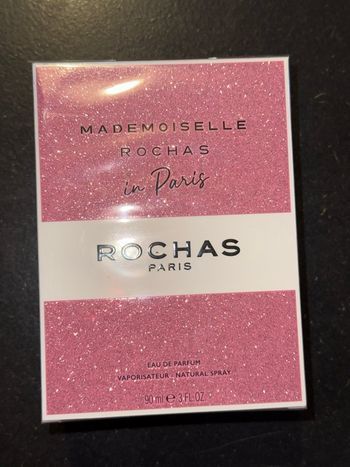 MADEMOISELLE
ROCHAS
in Paris
ROCHAS
PARIS
EAU DE PARFUM
VAPORISATEUR - NATURAL SPRAY
90 ml ℮ 3 FL.OZ